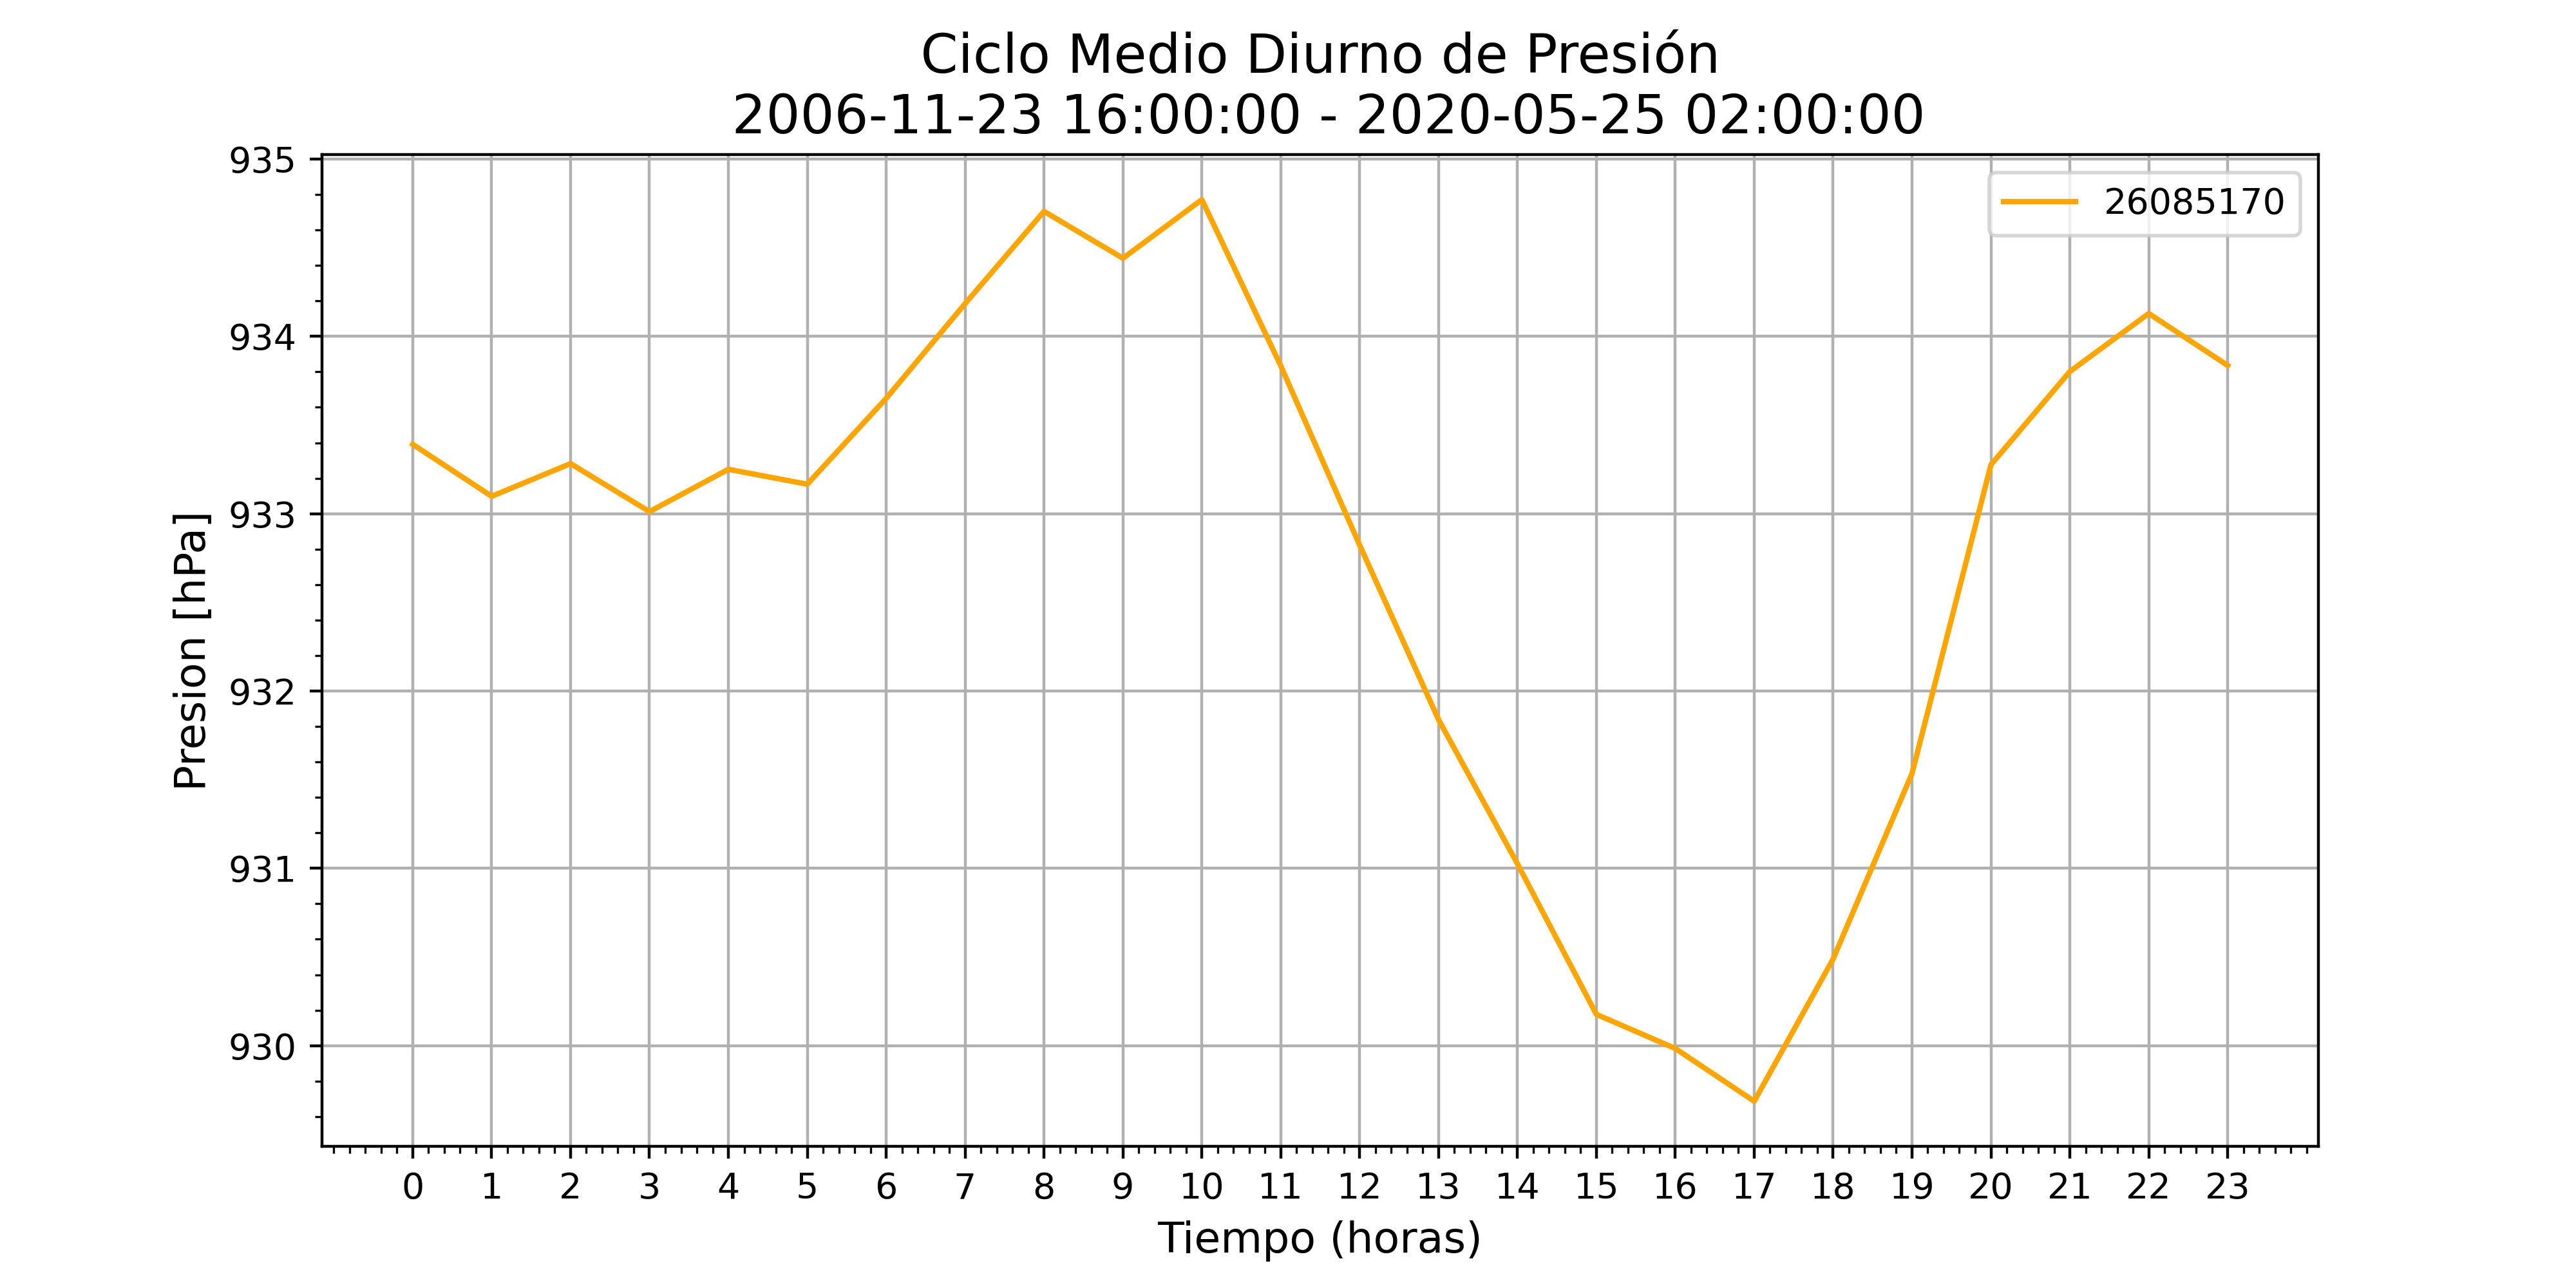 Ciclo Medio Diurno de Presión
2006-11-23 16:00:00 - 2020-05-25 02:00:00
26085170
Presion [hPa]
935
934
933
932
931
930
0 1 2 3 4 5 6 7 8 9 10 11 12 13 14 15 16 17 18 19 20 21 22 23
Tiempo (horas)